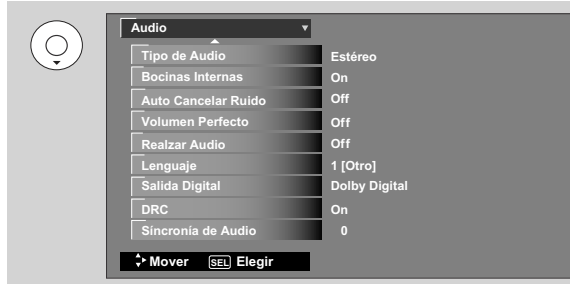 Audio
Tipo de Audio Estéreo
Bocinas Internas On
Auto Cancelar Ruido Off
Volumen Perfecto Off
Realzar Audio Off
Lenguaje 1 [Otro]
Salida Digital Dolby Digital
DRC On
Síncronía de Audio 0
Mover SEL Elegir